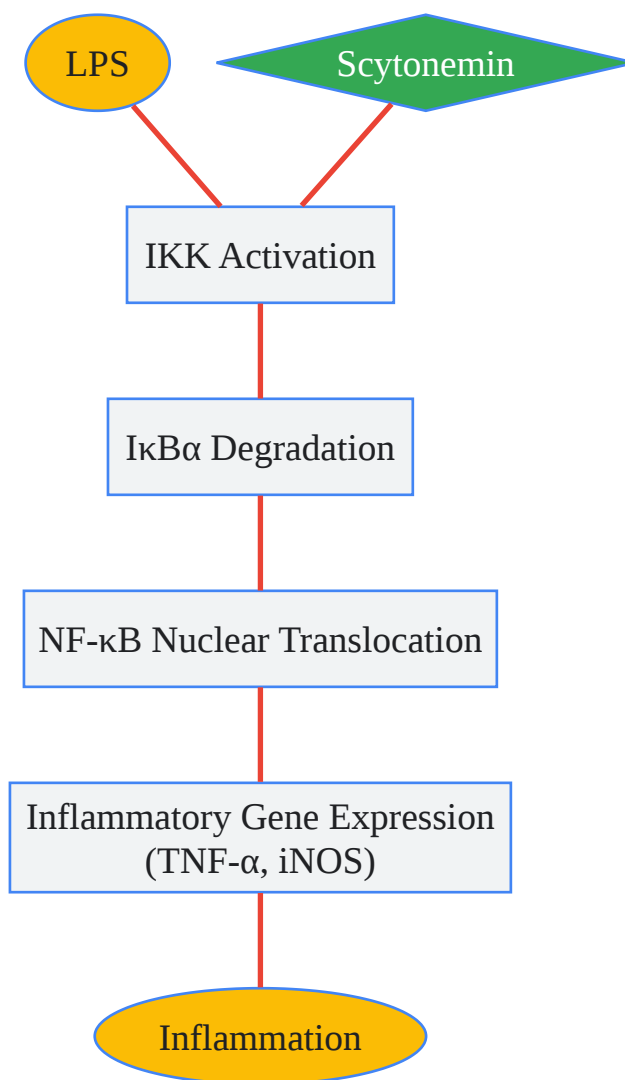 LPS
Scytonemin
IKK Activation
IκBα Degradation
NF-κB Nuclear Translocation
Inflammatory Gene Expression
(TNF-α, iNOS)
Inflammation